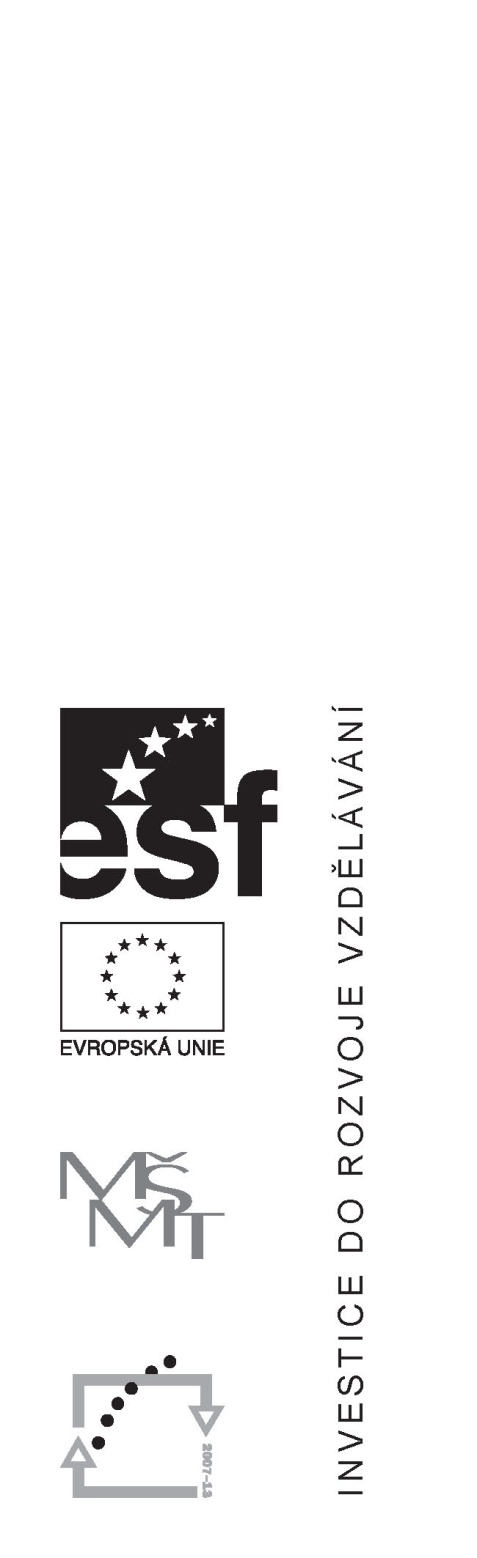 esf
EVROPSKÁ UNIE
MŠMT
2007-13
INVESTICE DO ROZVOJE VZDĚLÁVÁNÍ